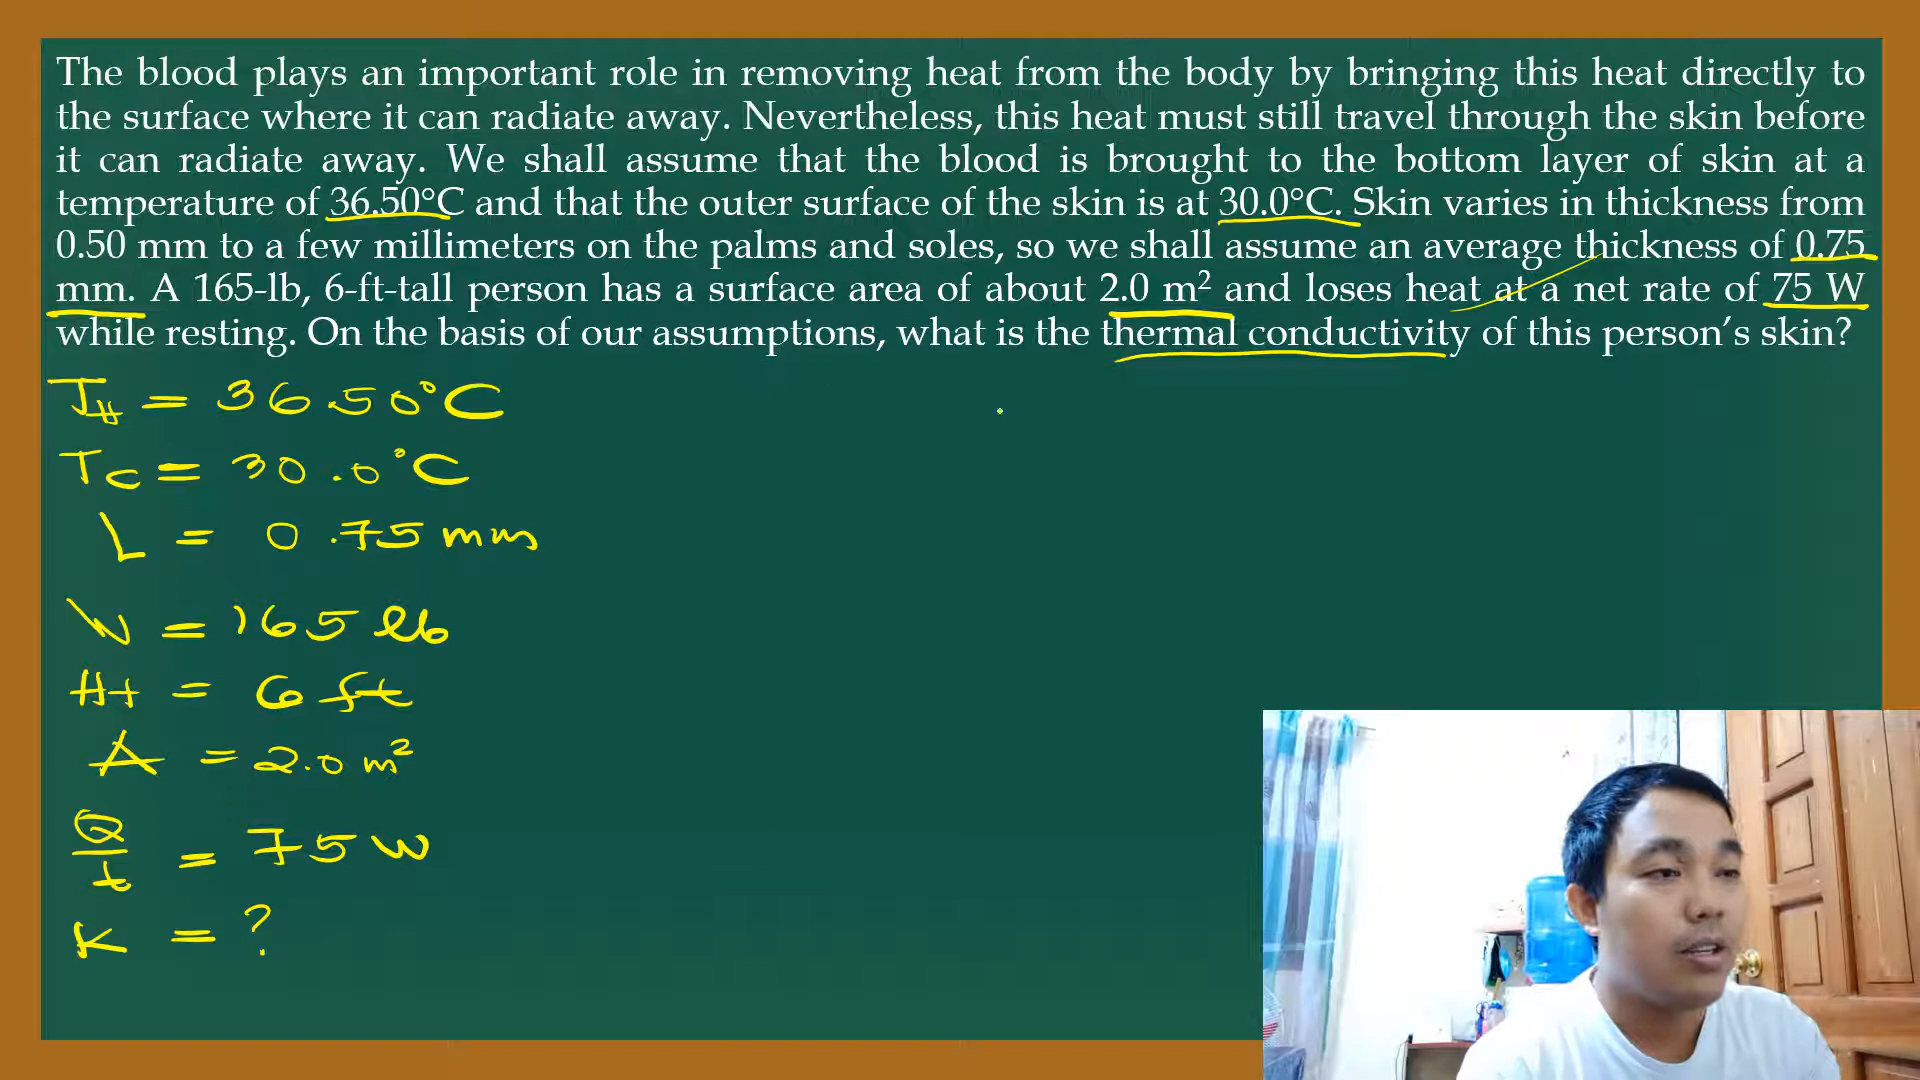 The blood plays an important role in removing heat from the body by bringing this heat directly to
the surface where it can radiate away. Nevertheless, this heat must still travel through the skin before
it can radiate away. We shall assume that the blood is brought to the bottom layer of skin at a
temperature of 36.50°C and that the outer surface of the skin is at 30.0°C. Skin varies in thickness from
0.50 mm to a few millimeters on the palms and soles, so we shall assume an average thickness of 0.75
mm. A 165-lb, 6-ft-tall person has a surface area of about 2.0 m² and loses heat at a net rate of 75 W
while resting. On the basis of our assumptions, what is the thermal conductivity of this person’s skin?
T_H = 36.50°C
T_C = 30.0°C
L = 0.75 mm
W = 165 lb
Ht = 6 ft
A = 2.0 m²
Q/t = 75 W
K = ?